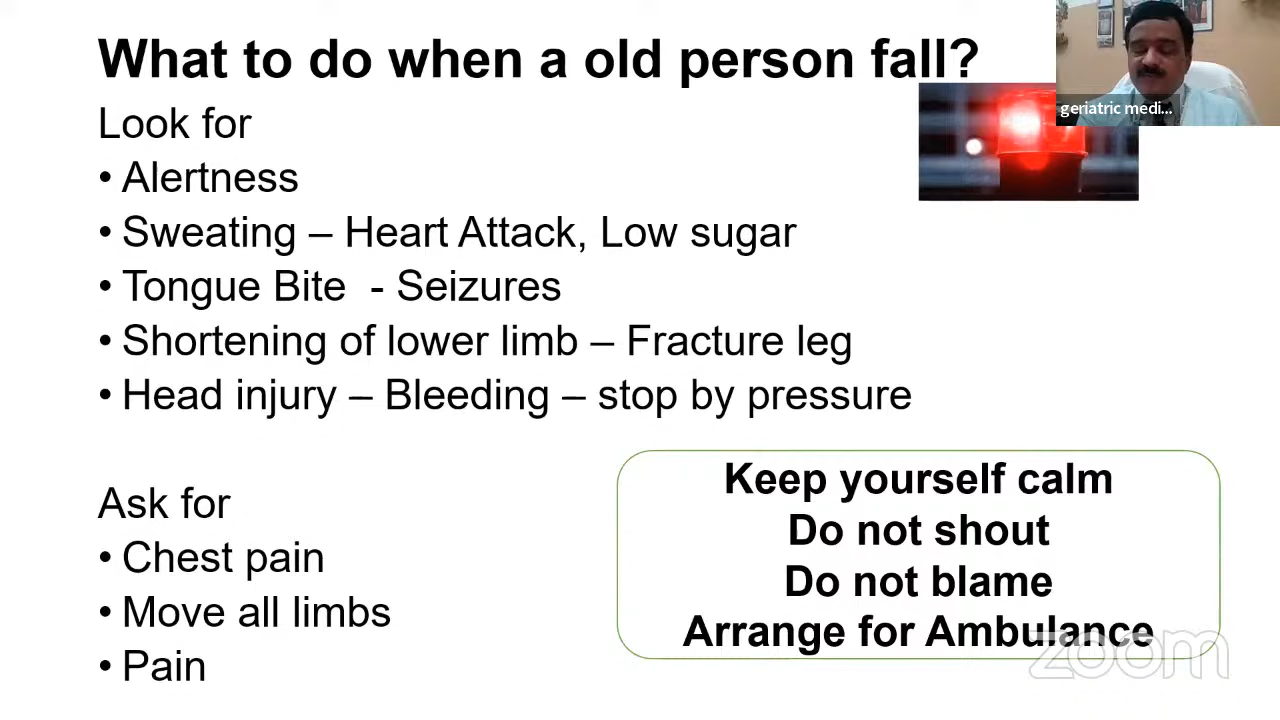 What to do when a old person fall?
geriatric medi...
Look for
• Alertness
• Sweating – Heart Attack, Low sugar
• Tongue Bite - Seizures
• Shortening of lower limb – Fracture leg
• Head injury – Bleeding – stop by pressure
Ask for
• Chest pain
• Move all limbs
• Pain
Keep yourself calm
Do not shout
Do not blame
Arrange for Ambulance
zoom